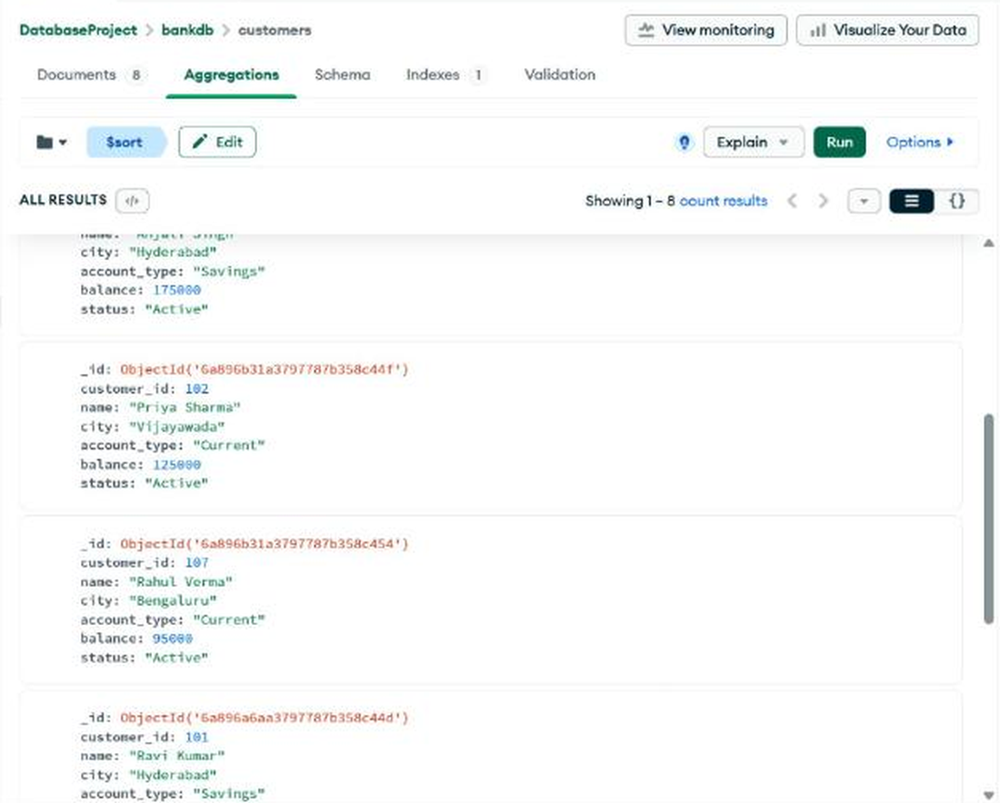 DatabaseProject > bankdb > customers
View monitoring
Visualize Your Data
Documents 8 Aggregations Schema Indexes 1 Validation
$sort Edit Explain Run Options
ALL RESULTS </> Showing 1 – 8 count results {}
name: "Anjali Singh"
city: "Hyderabad"
account_type: "Savings"
balance: 175000
status: "Active"
_id: ObjectId('6a896b31a3797787b358c44f')
customer_id: 102
name: "Priya Sharma"
city: "Vijayawada"
account_type: "Current"
balance: 125000
status: "Active"
_id: ObjectId('6a896b31a3797787b358c454')
customer_id: 107
name: "Rahul Verma"
city: "Bengaluru"
account_type: "Current"
balance: 95000
status: "Active"
_id: ObjectId('6a896a6aa3797787b358c44d')
customer_id: 101
name: "Ravi Kumar"
city: "Hyderabad"
account_type: "Savings"